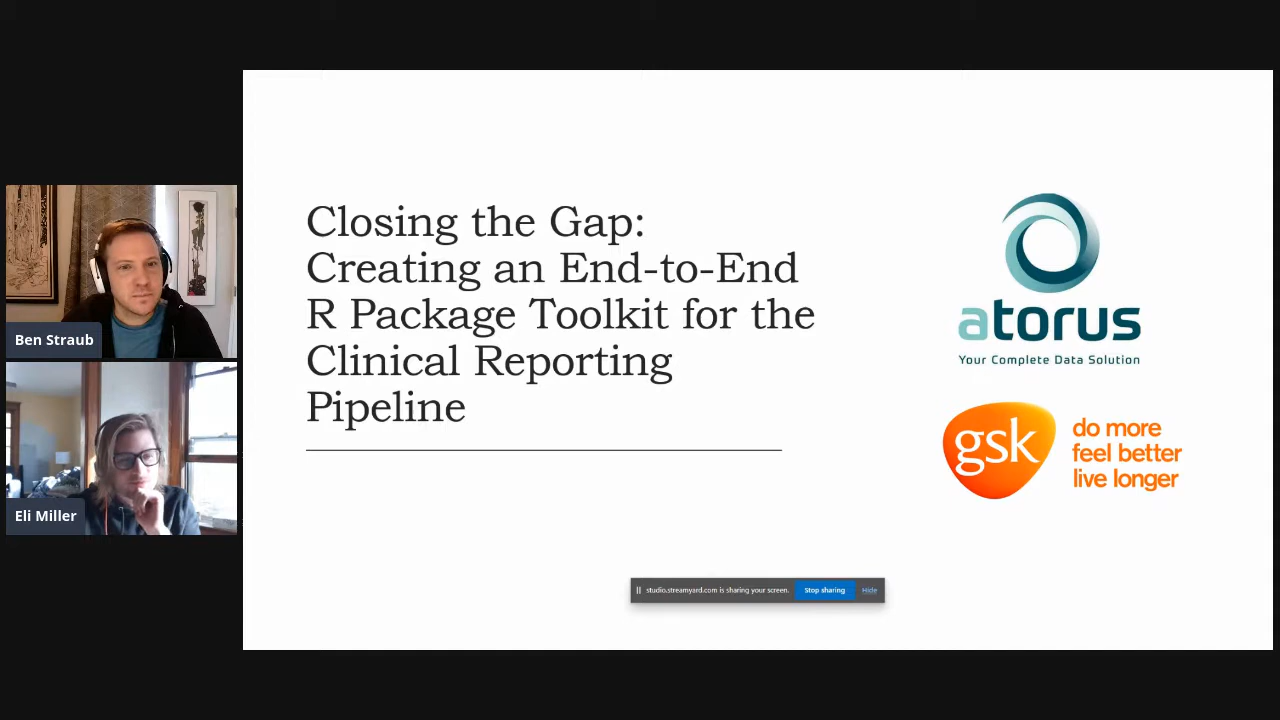 Ben Straub
Eli Miller
Closing the Gap:
Creating an End-to-End
R Package Toolkit for the
Clinical Reporting
Pipeline
atorus
Your Complete Data Solution
gsk
do more
feel better
live longer
studio.streamyard.com is sharing your screen.
Stop sharing
Hide